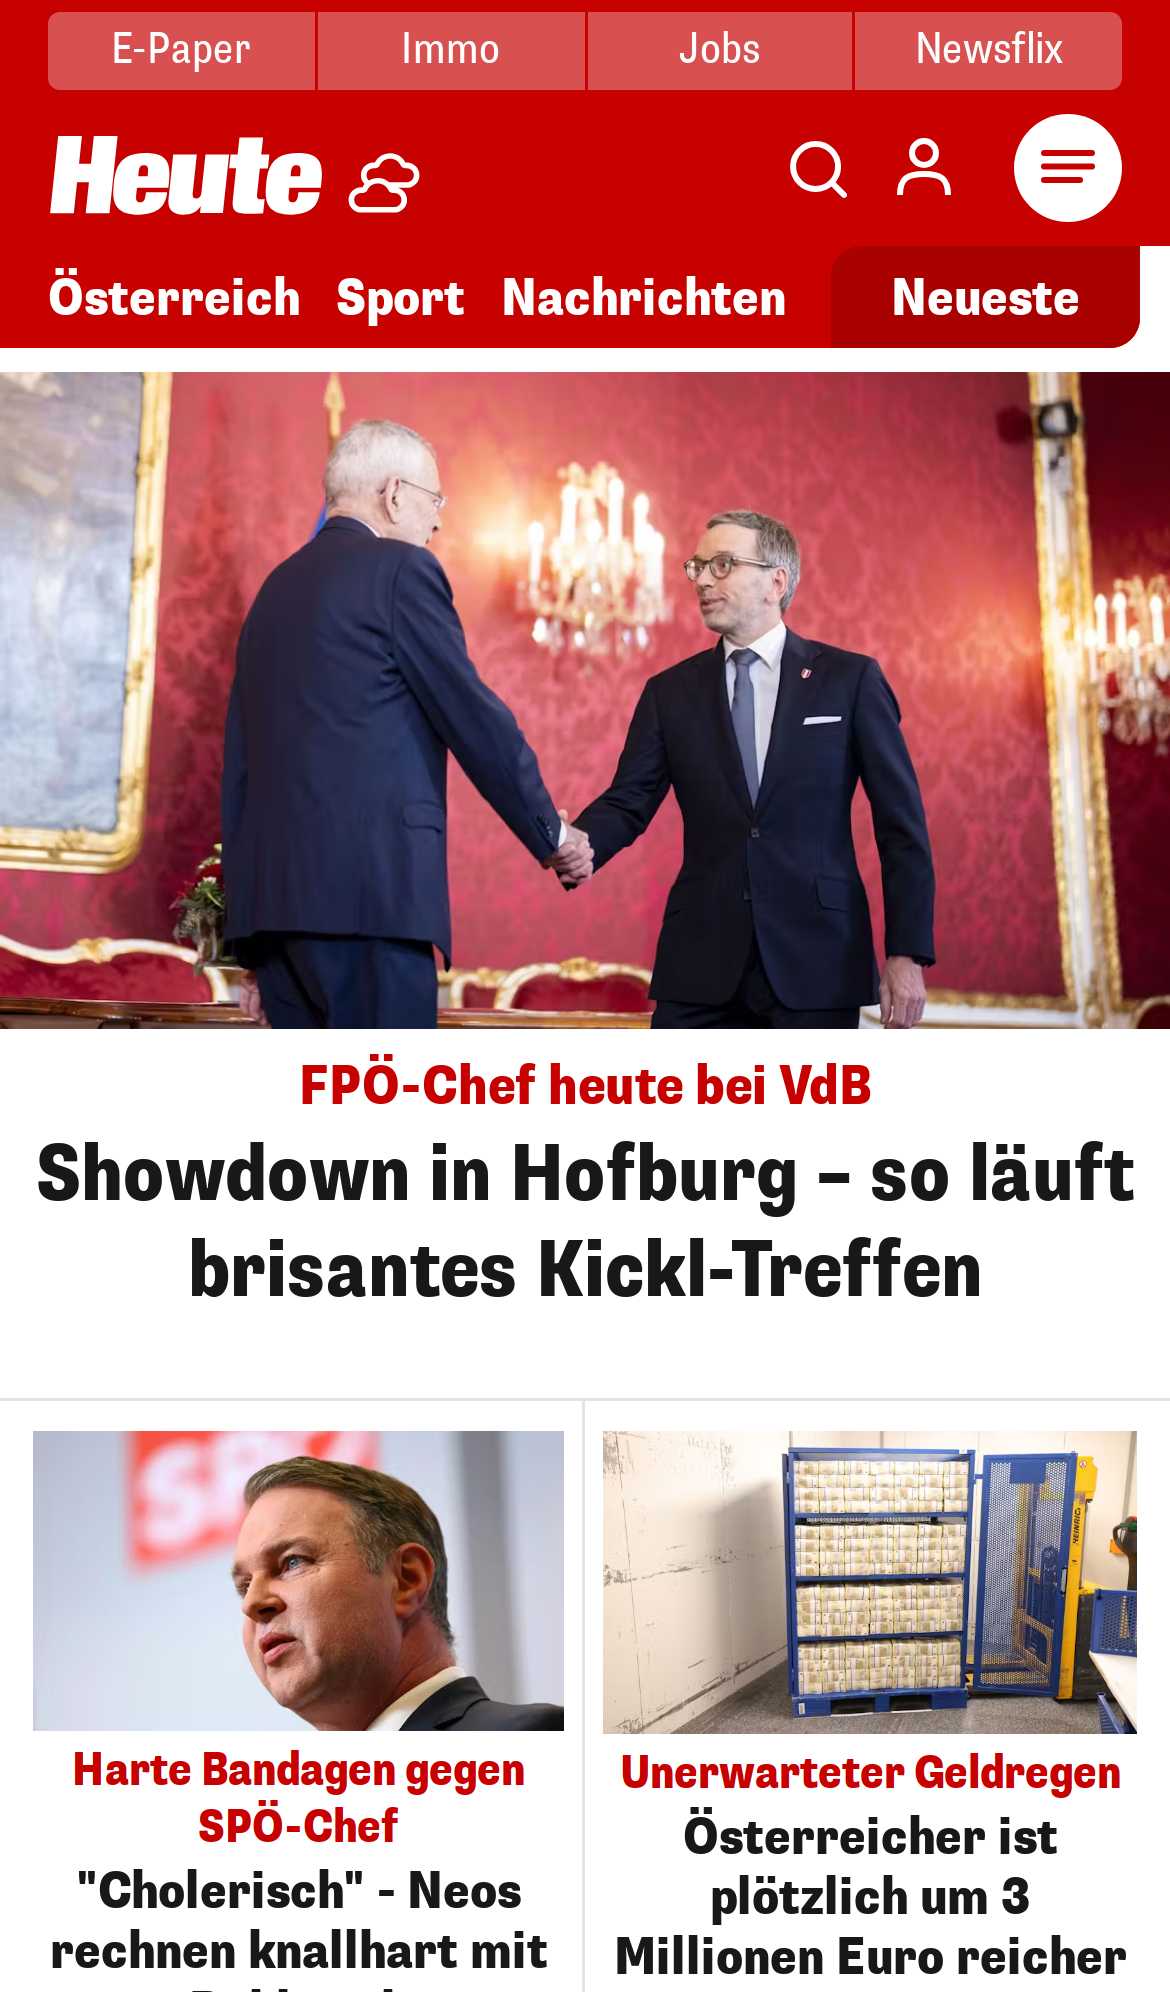 E-Paper
Immo
Jobs
Newsflix
Heute
Österreich
Sport
Nachrichten
Neueste
FPÖ-Chef heute bei VdB
Showdown in Hofburg – so läuft
brisantes Kickl-Treffen
SPÖ
Harte Bandagen gegen
SPÖ-Chef
"Cholerisch" - Neos
rechnen knallhart mit
Unerwarteter Geldregen
Österreicher ist
plötzlich um 3
Millionen Euro reicher